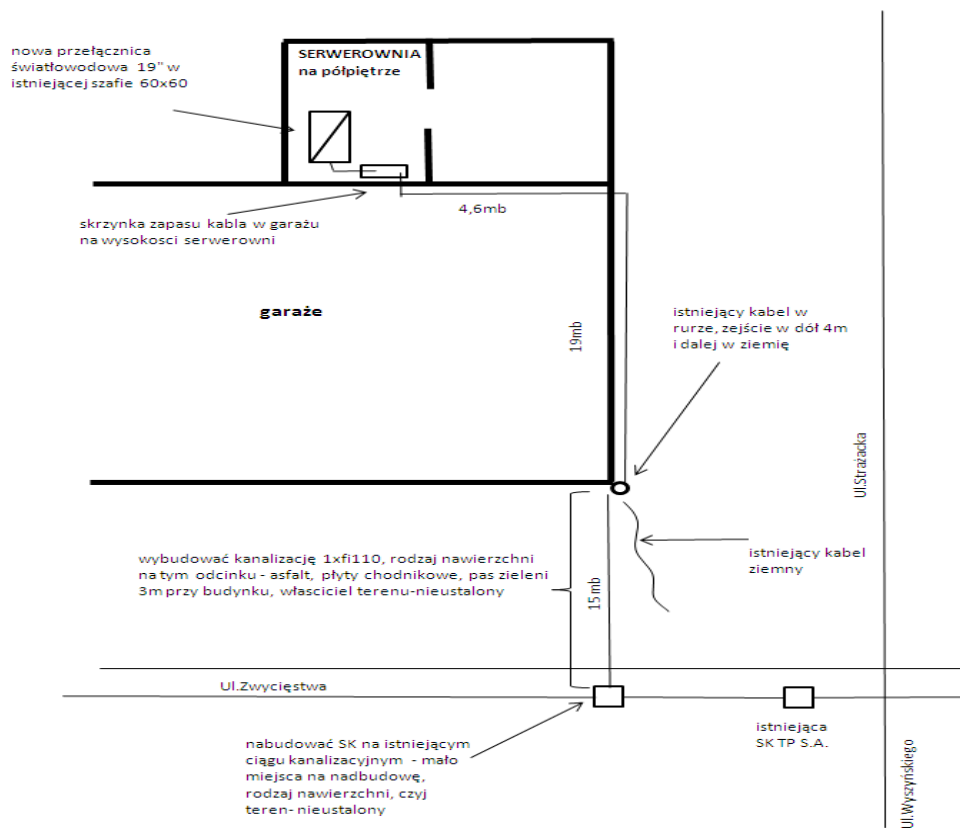 nowa przełącznica
światłowodowa 19" w
istniejącej szafie 60x60
SERWEROWNIA
na półpiętrze
4,6mb
skrzynka zapasu kabla w garażu
na wysokosci serwerowni
garaże
19mb
istniejący kabel w
rurze, zejście w dół 4m
i dalej w ziemię
Ul.Strażacka
wybudować kanalizację 1xfi110, rodzaj nawierzchni
na tym odcinku - asfalt, płyty chodnikowe, pas zieleni
3m przy budynku, własciciel terenu-nieustalony
15 mb
istniejący kabel
ziemny
Ul.Zwycięstwa
istniejąca
SK TP S.A.
nabudować SK na istniejącym
ciągu kanalizacyjnym - mało
miejsca na nadbudowę,
rodzaj nawierzchni, czyj
teren- nieustalony
Ul.Wyszyńskiego